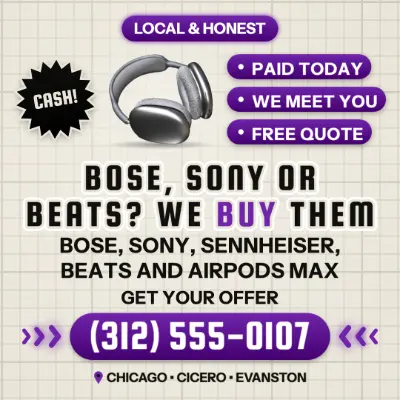 LOCAL & HONEST
CASH!
• PAID TODAY
• WE MEET YOU
• FREE QUOTE
BOSE, SONY OR
BEATS? WE BUY THEM
BOSE, SONY, SENNHEISER,
BEATS AND AIRPODS MAX
GET YOUR OFFER
(312) 555-0107
CHICAGO • CICERO • EVANSTON